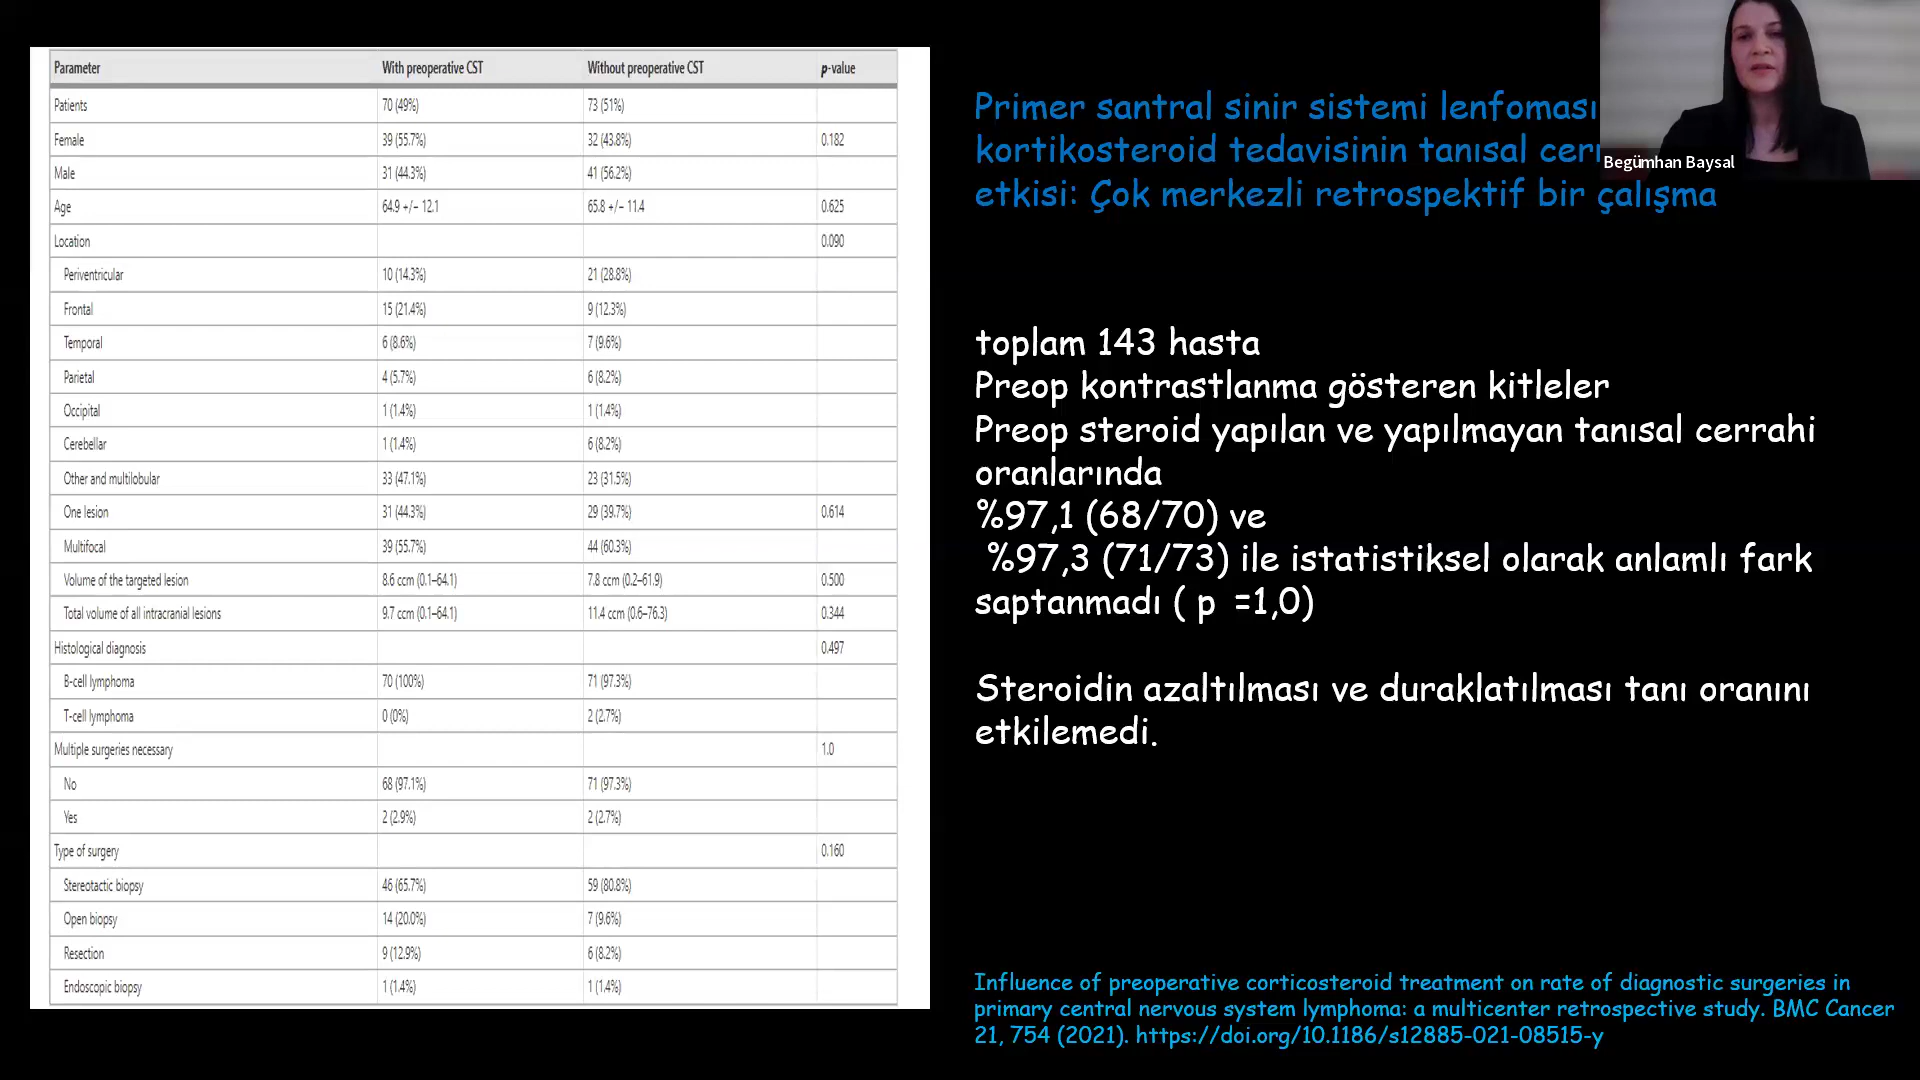 Parameter With preoperative CST Without preoperative CST p-value
Patients 70 (49%) 73 (51%)
Female 39 (55.7%) 32 (43.8%) 0.182
Male 31 (44.3%) 41 (56.2%)
Age 64.9 +/− 12.1 65.8 +/− 11.4 0.625
Location 0.090
Periventricular 10 (14.3%) 21 (28.8%)
Frontal 15 (21.4%) 9 (12.3%)
Temporal 6 (8.6%) 7 (9.6%)
Parietal 4 (5.7%) 6 (8.2%)
Occipital 1 (1.4%) 1 (1.4%)
Cerebellar 1 (1.4%) 6 (8.2%)
Other and multilobular 33 (47.1%) 23 (31.5%)
One lesion 31 (44.3%) 29 (39.7%) 0.614
Multifocal 39 (55.7%) 44 (60.3%)
Volume of the targeted lesion 8.6 ccm (0.1–64.1) 7.8 ccm (0.2–61.9) 0.500
Total volume of all intracranial lesions 9.7 ccm (0.1–64.1) 11.4 ccm (0.6–76.3) 0.344
Histological diagnosis 0.497
B-cell lymphoma 70 (100%) 71 (97.3%)
T-cell lymphoma 0 (0%) 2 (2.7%)
Multiple surgeries necessary 1.0
No 68 (97.1%) 71 (97.3%)
Yes 2 (2.9%) 2 (2.7%)
Type of surgery 0.160
Stereotactic biopsy 46 (65.7%) 59 (80.8%)
Open biopsy 14 (20.0%) 7 (9.6%)
Resection 9 (12.9%) 6 (8.2%)
Endoscopic biopsy 1 (1.4%) 1 (1.4%)
Primer santral sinir sistemi lenfoması
kortikosteroid tedavisinin tanısal
etkisi: Çok merkezli retrospektif bir çalışma
Begümhan Baysal
toplam 143 hasta
Preop kontrastlanma gösteren kitleler
Preop steroid yapılan ve yapılmayan tanısal cerrahi
oranlarında
%97,1 (68/70) ve
%97,3 (71/73) ile istatistiksel olarak anlamlı fark
saptanmadı ( p =1,0)
Steroidin azaltılması ve duraklatılması tanı oranını
etkilemedi.
Influence of preoperative corticosteroid treatment on rate of diagnostic surgeries in
primary central nervous system lymphoma: a multicenter retrospective study. BMC Cancer
21, 754 (2021). https://doi.org/10.1186/s12885-021-08515-y